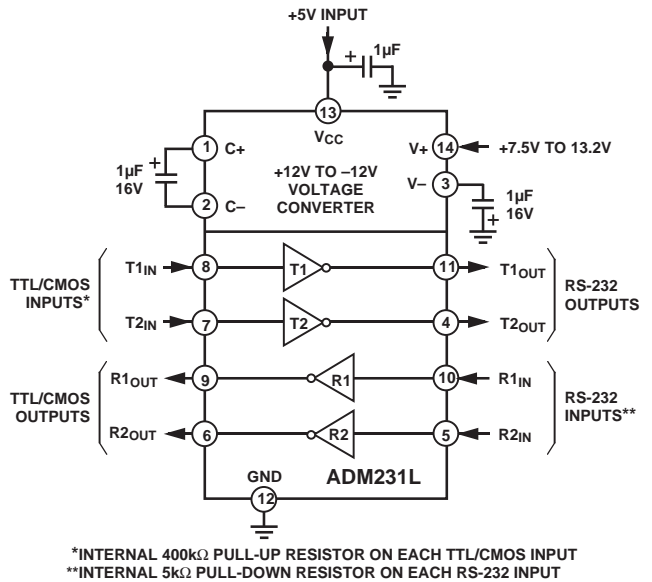 +5V INPUT
+ 1µF
13
VCC
1 C+
V+ 14 +7.5V TO 13.2V
1µF +
16V
+12V TO –12V
VOLTAGE
CONVERTER
V– 3
2 C–
1µF
16V +
TTL/CMOS
INPUTS*
T1IN 8 T1 11 T1OUT
T2IN 7 T2 4 T2OUT
RS-232
OUTPUTS
TTL/CMOS
OUTPUTS
R1OUT 9 R1 10 R1IN
R2OUT 6 R2 5 R2IN
RS-232
INPUTS**
GND
12
ADM231L
*INTERNAL 400kΩ PULL-UP RESISTOR ON EACH TTL/CMOS INPUT
**INTERNAL 5kΩ PULL-DOWN RESISTOR ON EACH RS-232 INPUT